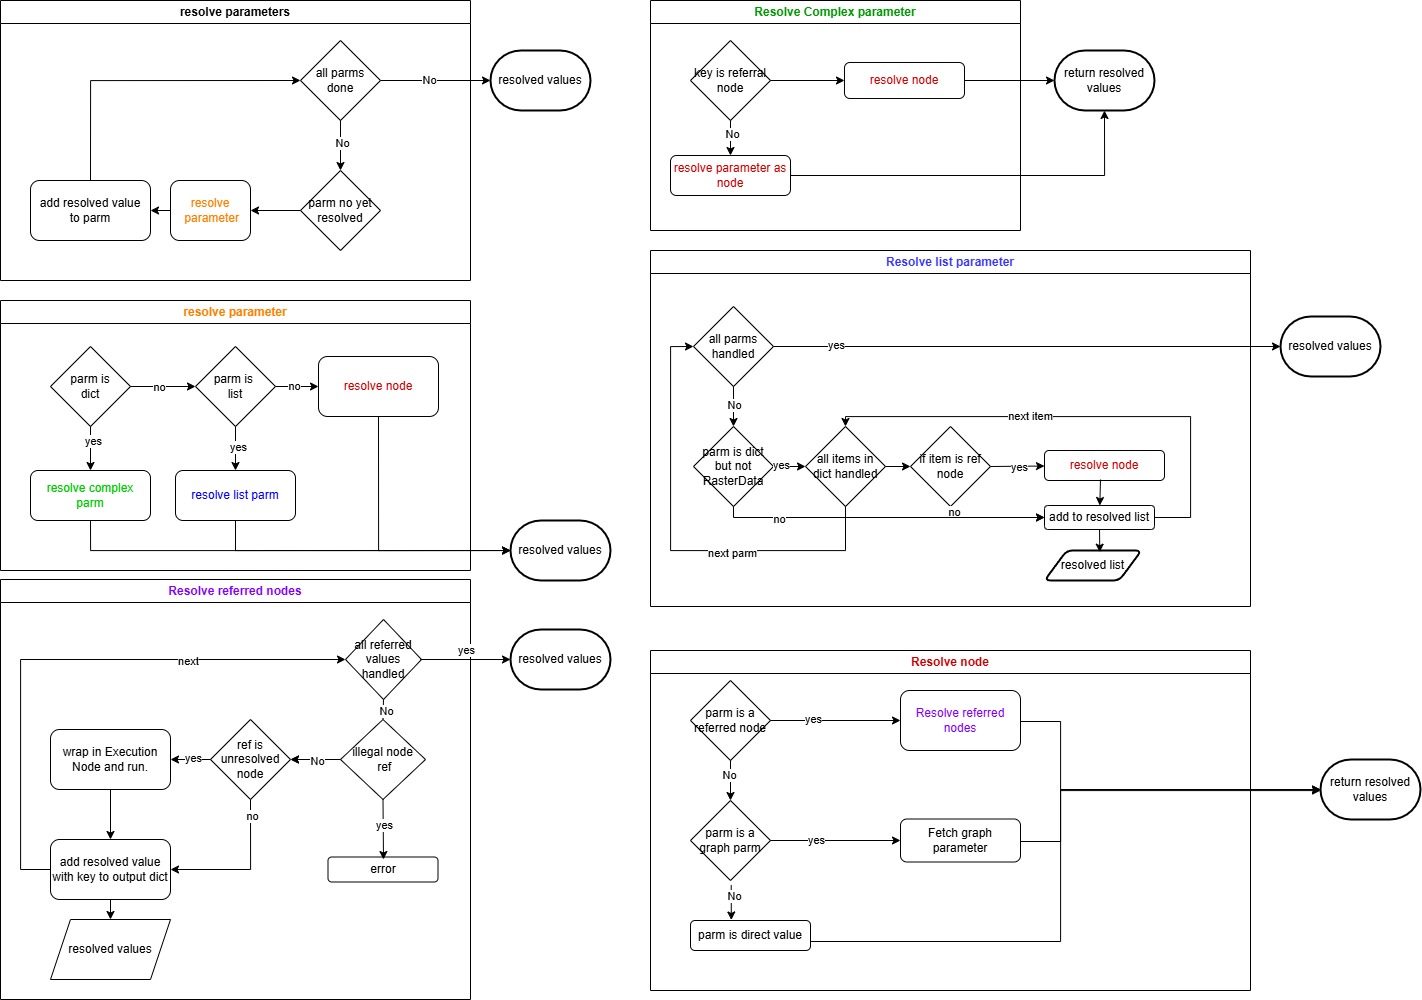 resolve parameters
all parms
done
No
resolved values
No
parm no yet
resolved
resolve
parameter
add resolved value
to parm
resolve parameter
parm is
dict
no
parm is
list
no
resolve node
yes
yes
resolve complex
parm
resolve list parm
resolved values
Resolve referred nodes
all referred
values
handled
yes
resolved values
next
No
illegal node
ref
No
ref is
unresolved
node
yes
wrap in Execution
Node and run.
no
yes
error
add resolved value
with key to output dict
resolved values
Resolve Complex parameter
key is referral
node
resolve node
return resolved
values
No
resolve parameter as
node
Resolve list parameter
all parms
handled
yes
resolved values
No
next item
parm is dict
but not
RasterData
yes
all items in
dict handled
if item is ref
node
yes
resolve node
no
no
add to resolved list
next parm
resolved list
Resolve node
parm is a
referred node
yes
Resolve referred
nodes
No
return resolved
values
parm is a
graph parm
yes
Fetch graph
parameter
No
parm is direct value